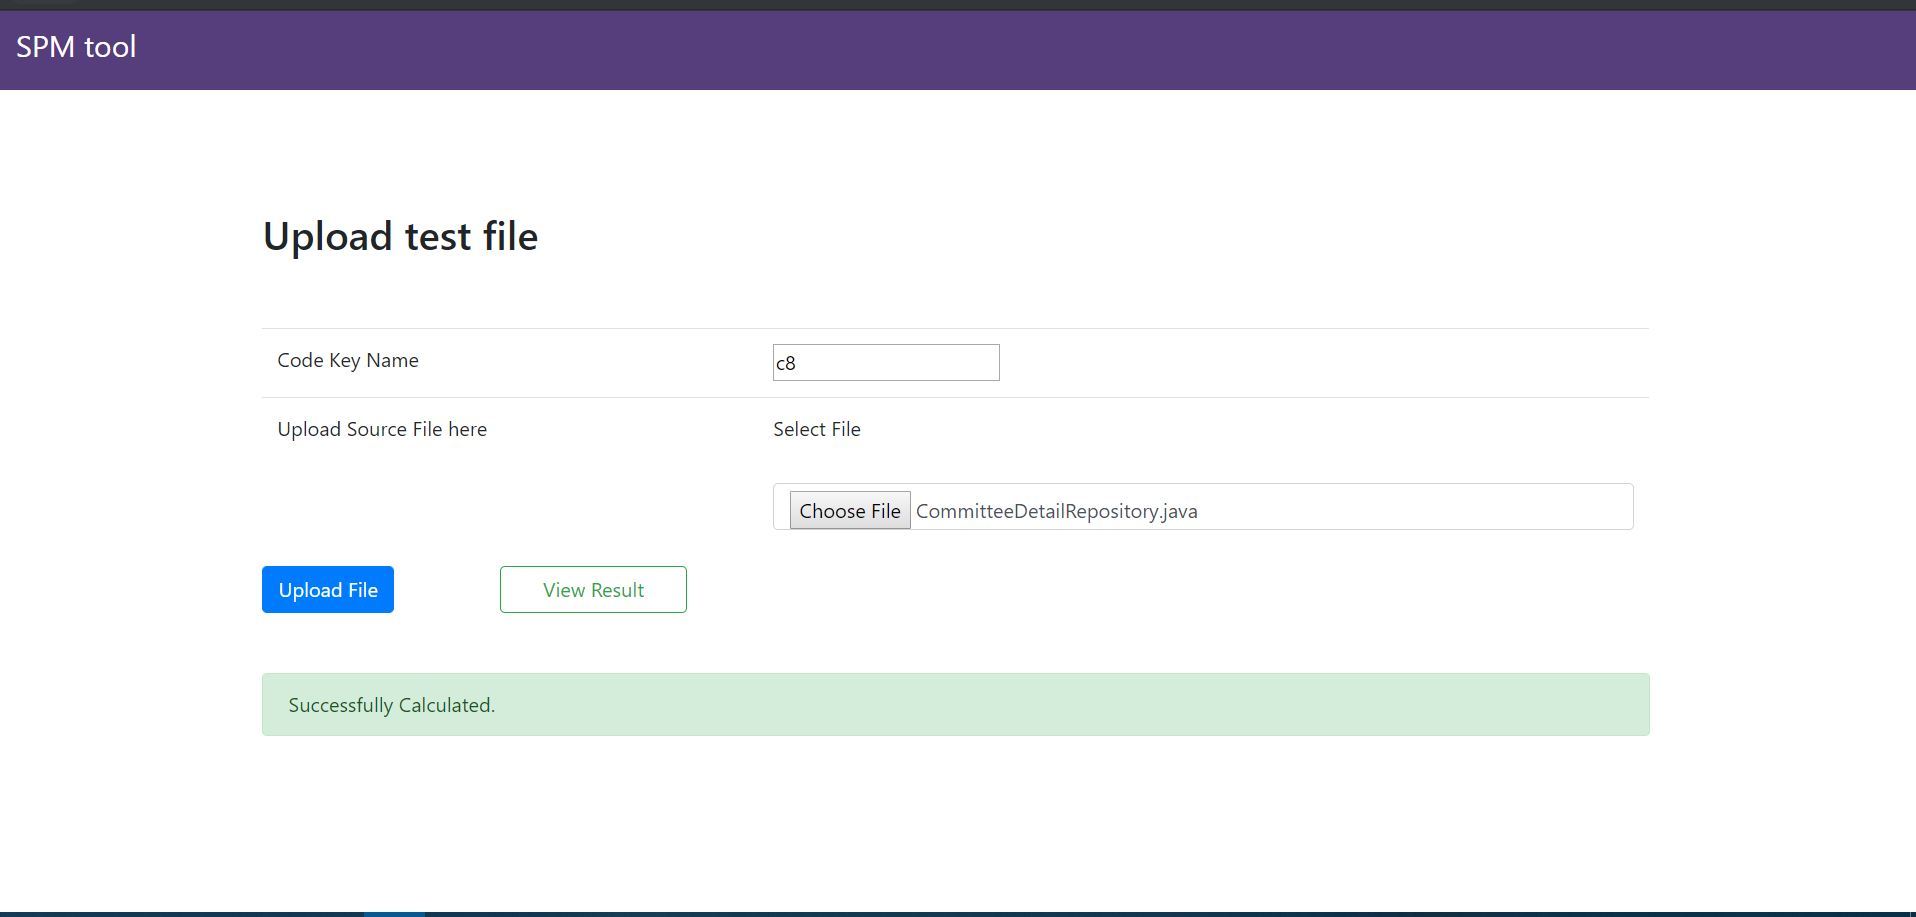 SPM tool
Upload test file
Code Key Name
c8
Upload Source File here
Select File
Choose File CommitteeDetailRepository.java
Upload File
View Result
Successfully Calculated.